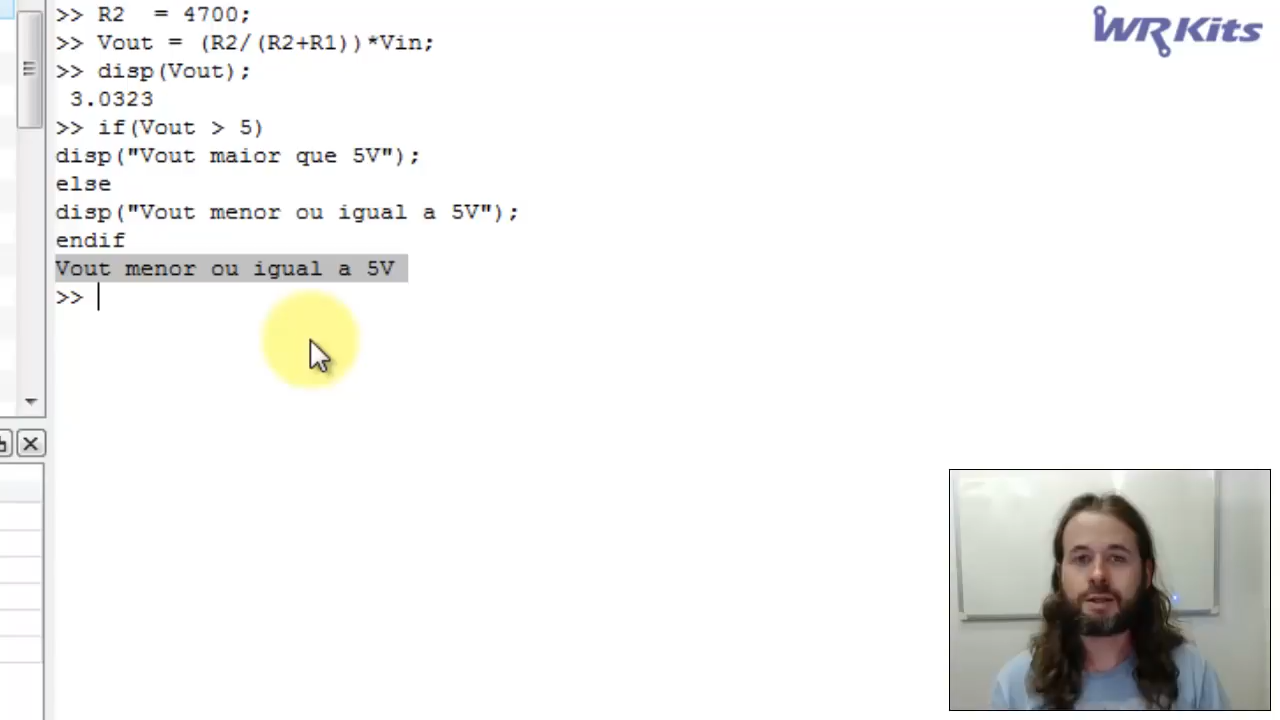 >> R2  = 4700;
WRKits
>> Vout = (R2/(R2+R1))*Vin;
>> disp(Vout);
3.0323
>> if(Vout > 5)
disp("Vout maior que 5V");
else
disp("Vout menor ou igual a 5V");
endif
Vout menor ou igual a 5V
>>